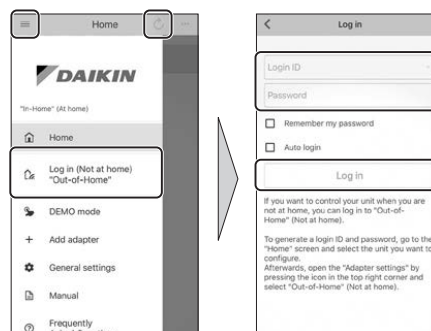 Home
DAIKIN
"In-Home" (At home)
Home
Log in (Not at home)
"Out-of-Home"
DEMO mode
Add adapter
General settings
Manual
Frequently
Log in
Login ID
Password
Remember my password
Auto login
Log in
If you want to control your unit when you are
not at home, you can log in to "Out-of-
Home" (Not at home).
To generate a login ID and password, go to the
"Home" screen and select the unit you want to
configure.
Afterwards, open the "Adapter settings" by
pressing the icon in the top right corner and
select "Out-of-Home" (Not at home).